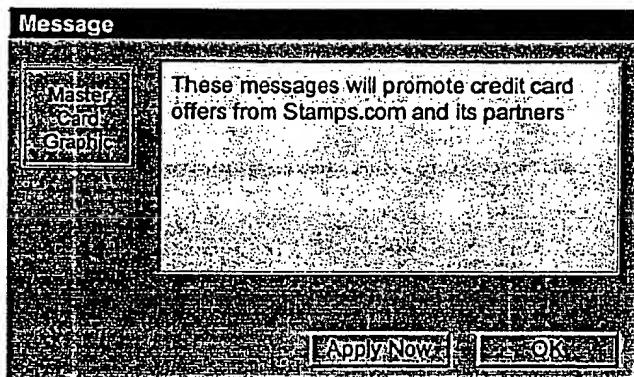 Message
Master
Card
Graphic
These messages will promote credit card
offers from Stamps.com and its partners
Apply Now
OK